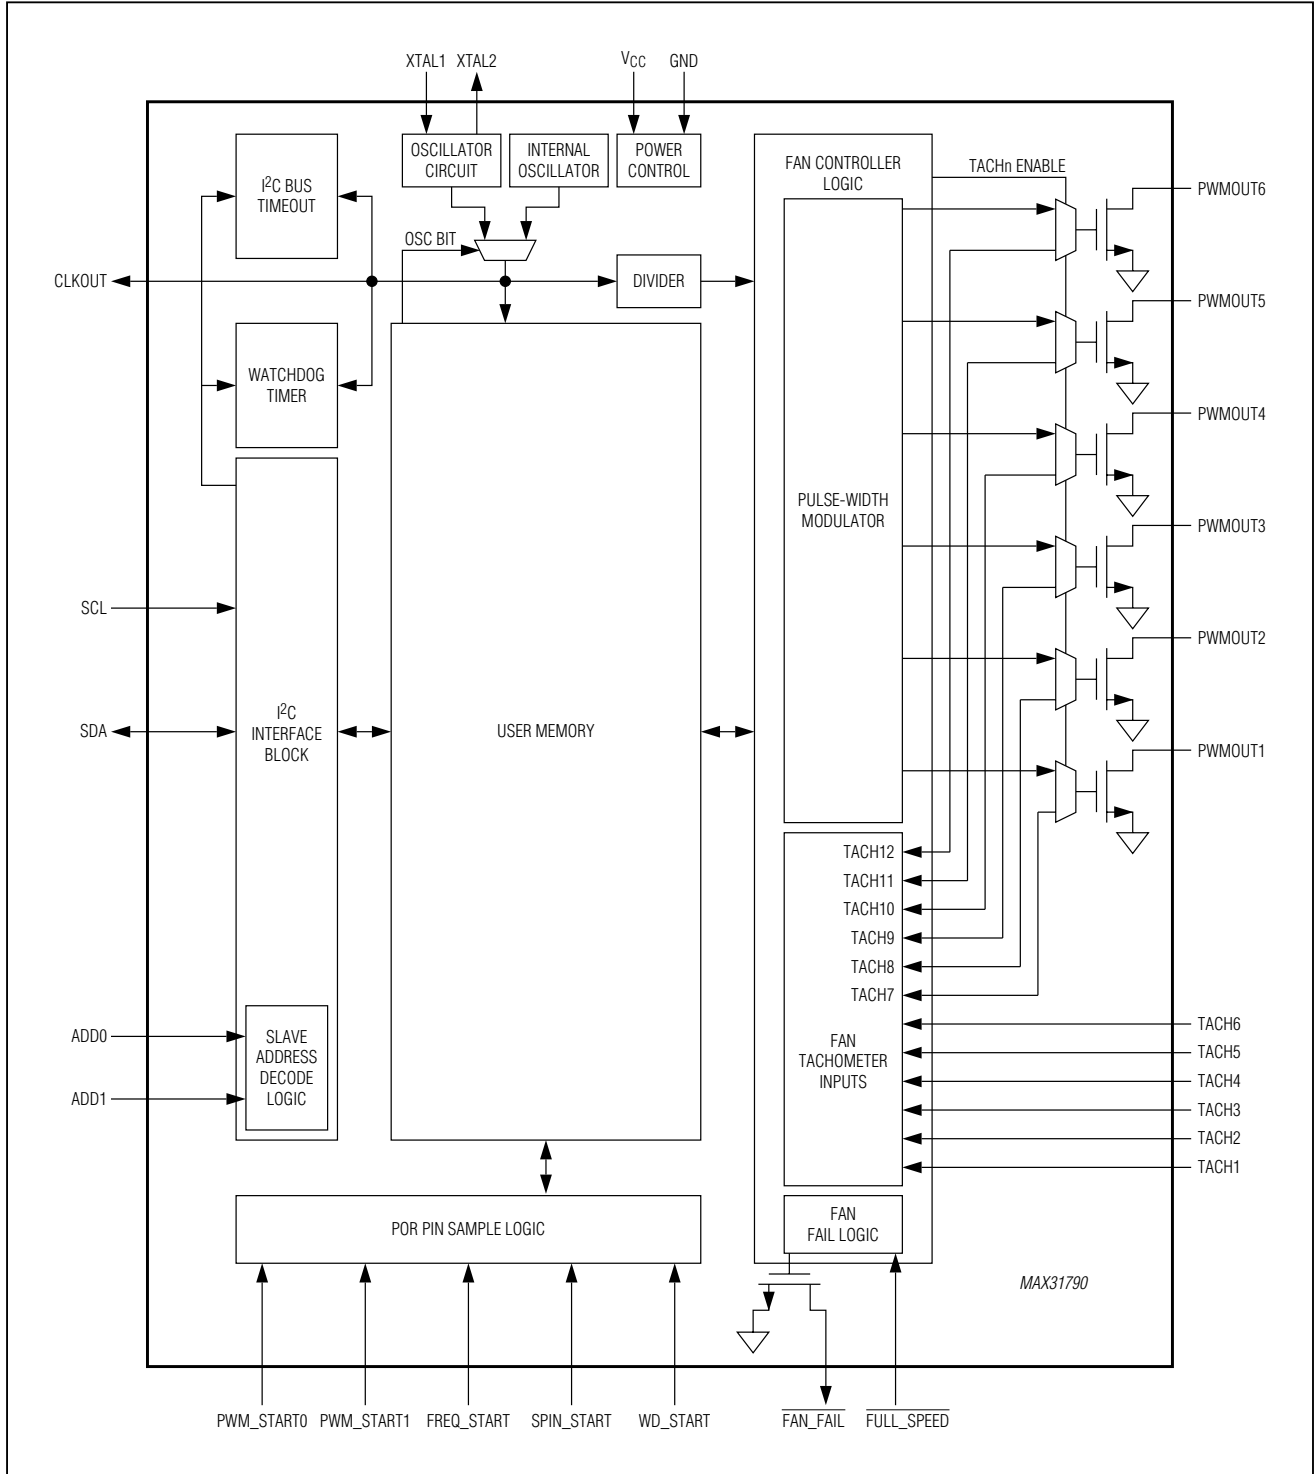 XTAL1 XTAL2 VCC GND
OSCILLATOR
CIRCUIT
INTERNAL
OSCILLATOR
POWER
CONTROL
I2C BUS
TIMEOUT
FAN CONTROLLER
LOGIC
TACHn ENABLE
PWMOUT6
OSC BIT
CLKOUT
DIVIDER
PWMOUT5
WATCHDOG
TIMER
PWMOUT4
PULSE-WIDTH
MODULATOR
PWMOUT3
SCL
PWMOUT2
SDA
I2C
INTERFACE
BLOCK
USER MEMORY
PWMOUT1
TACH12
TACH11
TACH10
TACH9
TACH8
TACH7
ADD0
ADD1
SLAVE
ADDRESS
DECODE
LOGIC
FAN
TACHOMETER
INPUTS
TACH6
TACH5
TACH4
TACH3
TACH2
TACH1
POR PIN SAMPLE LOGIC
FAN
FAIL LOGIC
MAX31790
PWM_START0 PWM_START1 FREQ_START SPIN_START WD_START FAN_FAIL FULL_SPEED